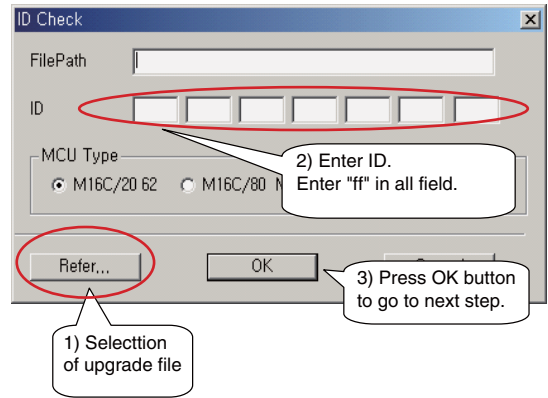 ID Check
FilePath
ID
2) Enter ID.
Enter "ff" in all field.
MCU Type
M16C/20 62 M16C/80
Refer...
OK
3) Press OK button
to go to next step.
1) Selecttion
of upgrade file